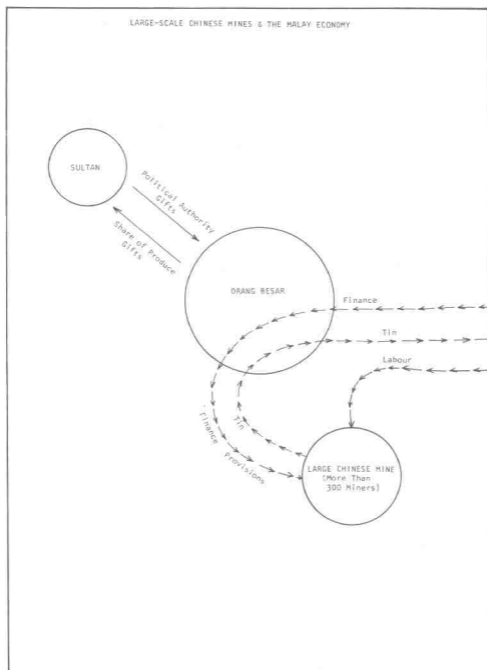 LARGE-SCALE CHINESE MINES & THE MALAY ECONOMY
SULTAN
Political Authority
Gifts
Share of Produce
Gifts
ORANG BESAR
Finance
Tin
Labour
Tin
Finance
Provisions
LARGE CHINESE MINE
(More Than
300 Miners)